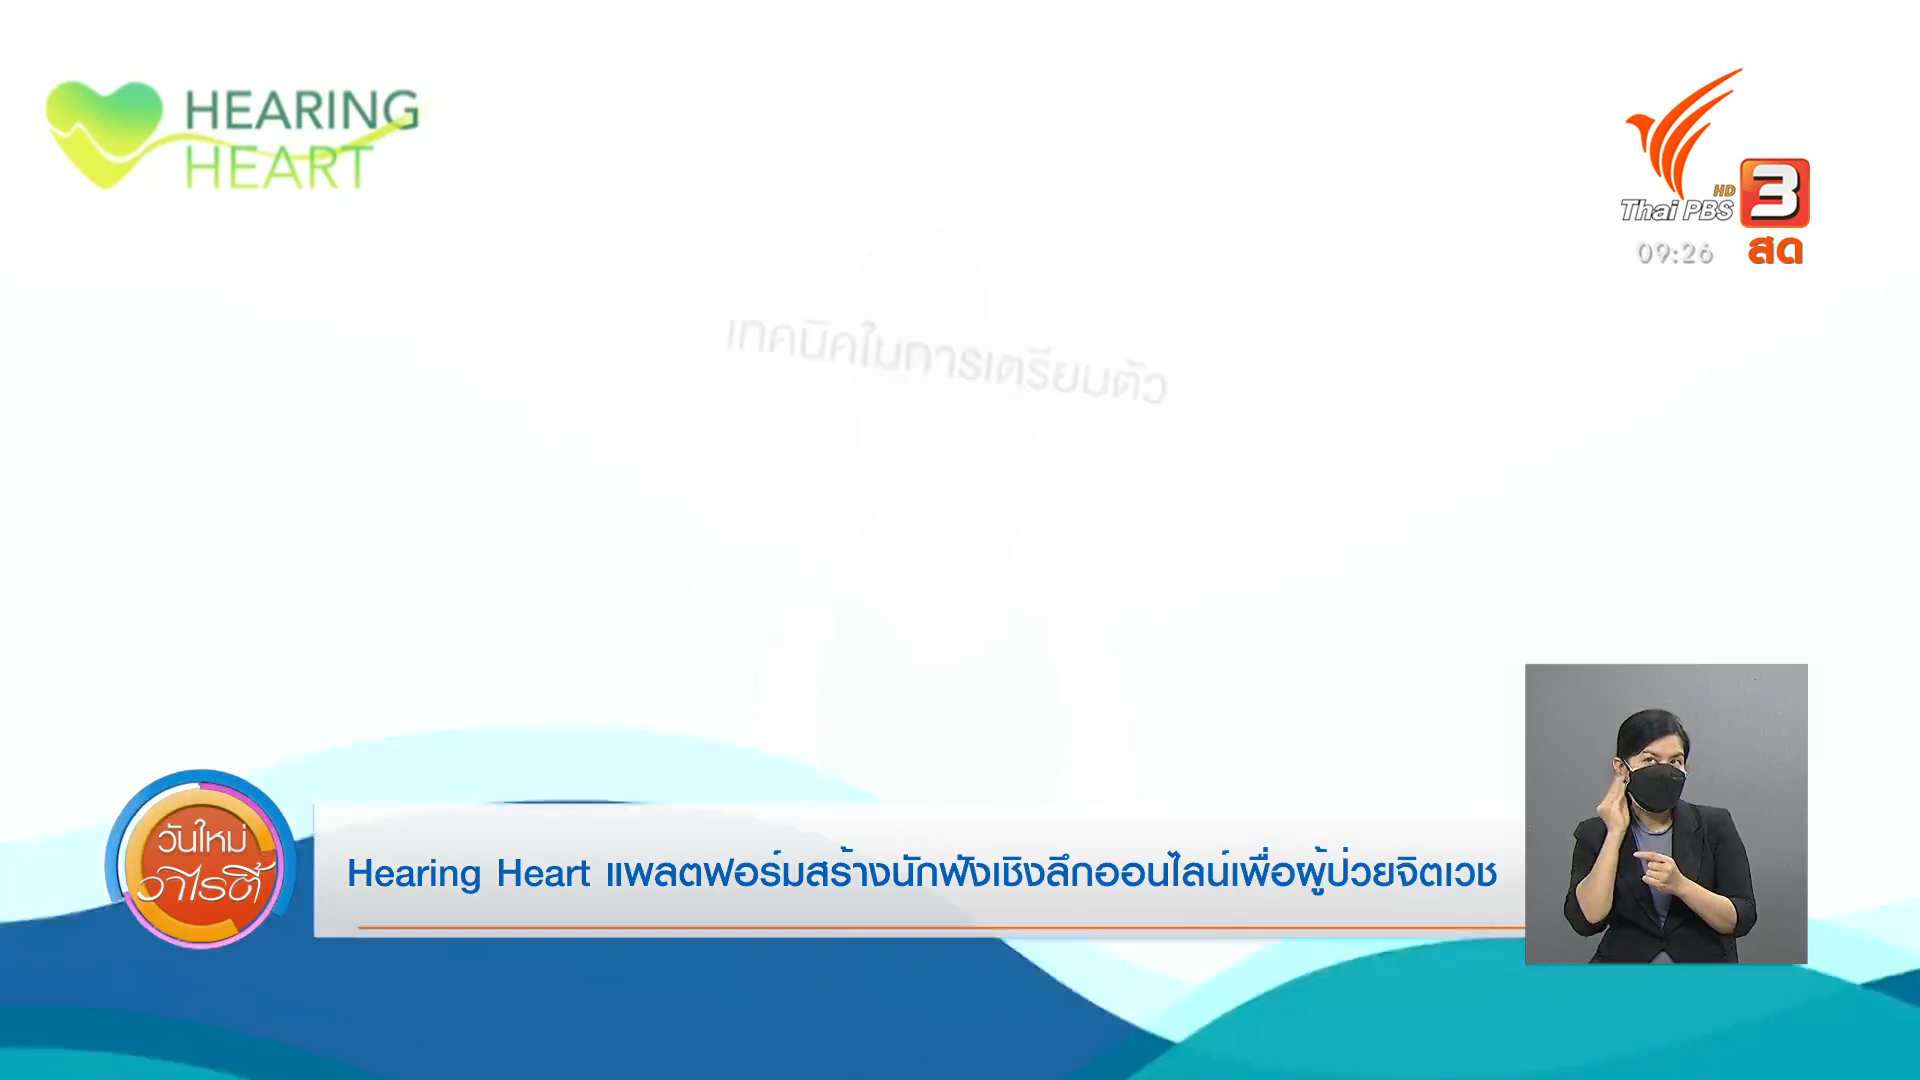 HEARING
HEART
HD
Thai PBS
3
09:26
สด
เทคนิคในการเตรียมตัว
วันใหม่
วาไรตี้
Hearing Heart แพลตฟอร์มสร้างนักฟังเชิงลึกออนไลน์เพื่อผู้ป่วยจิตเวช